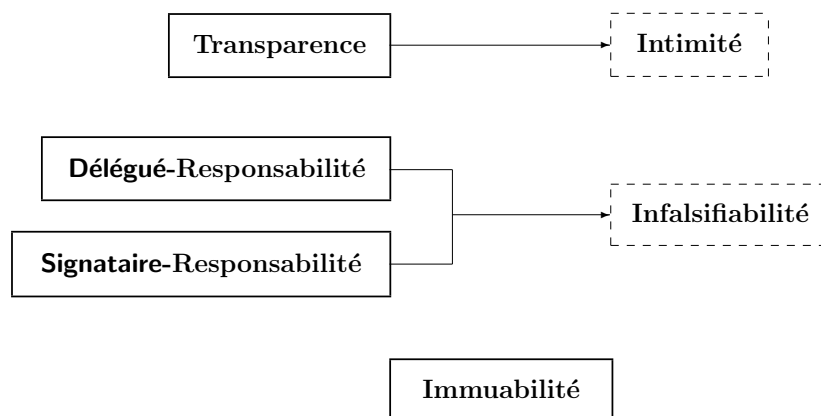 Transparence
Intimité
Délégué-Responsabilité
Infalsifiabilité
Signataire-Responsabilité
Immuabilité